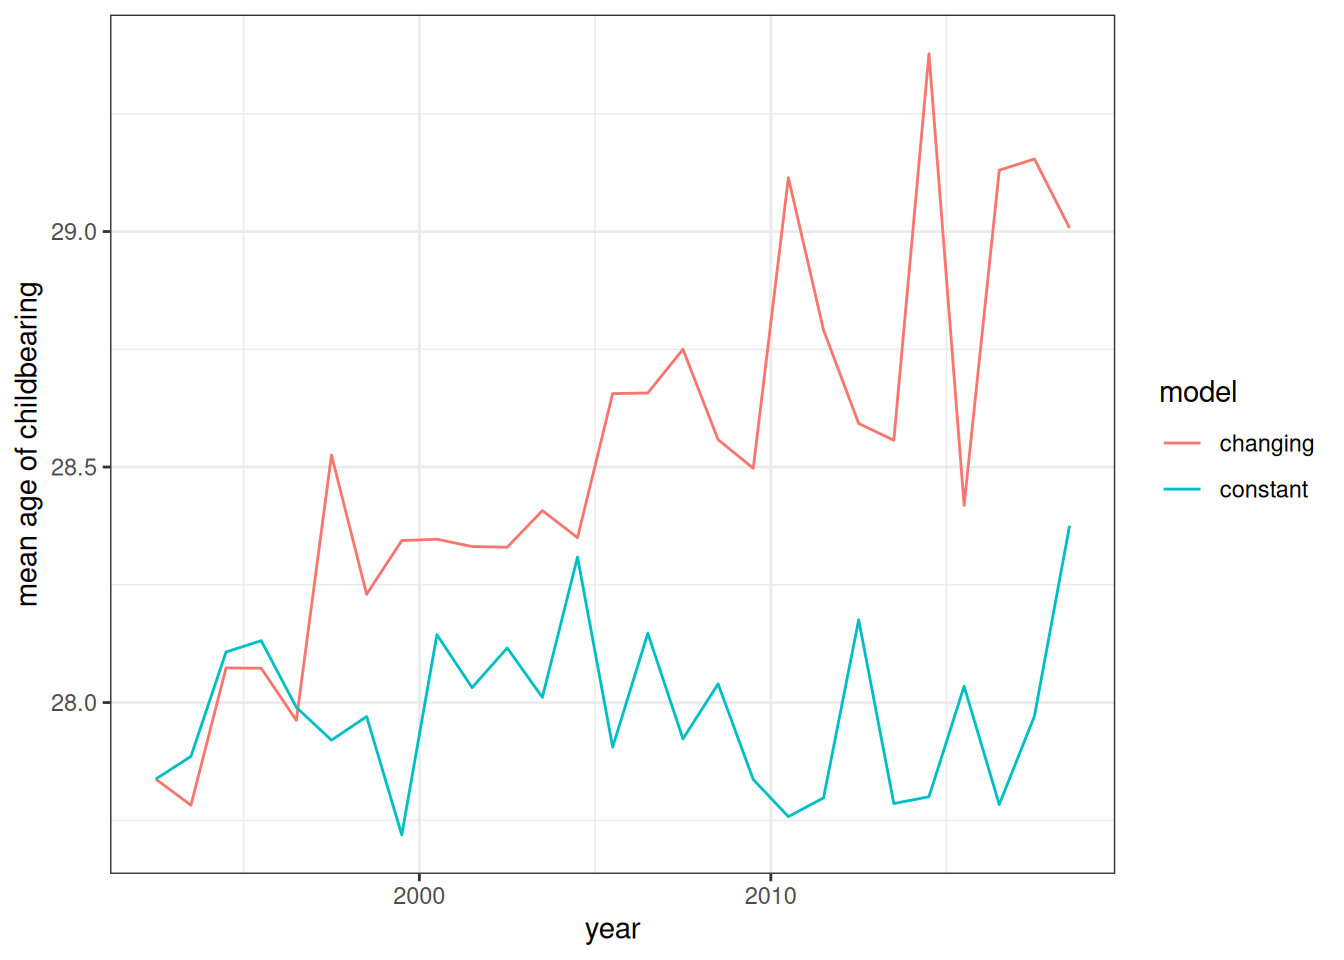 mean age of childbearing
29.0
28.5
28.0
2000
2010
year
model
changing
constant